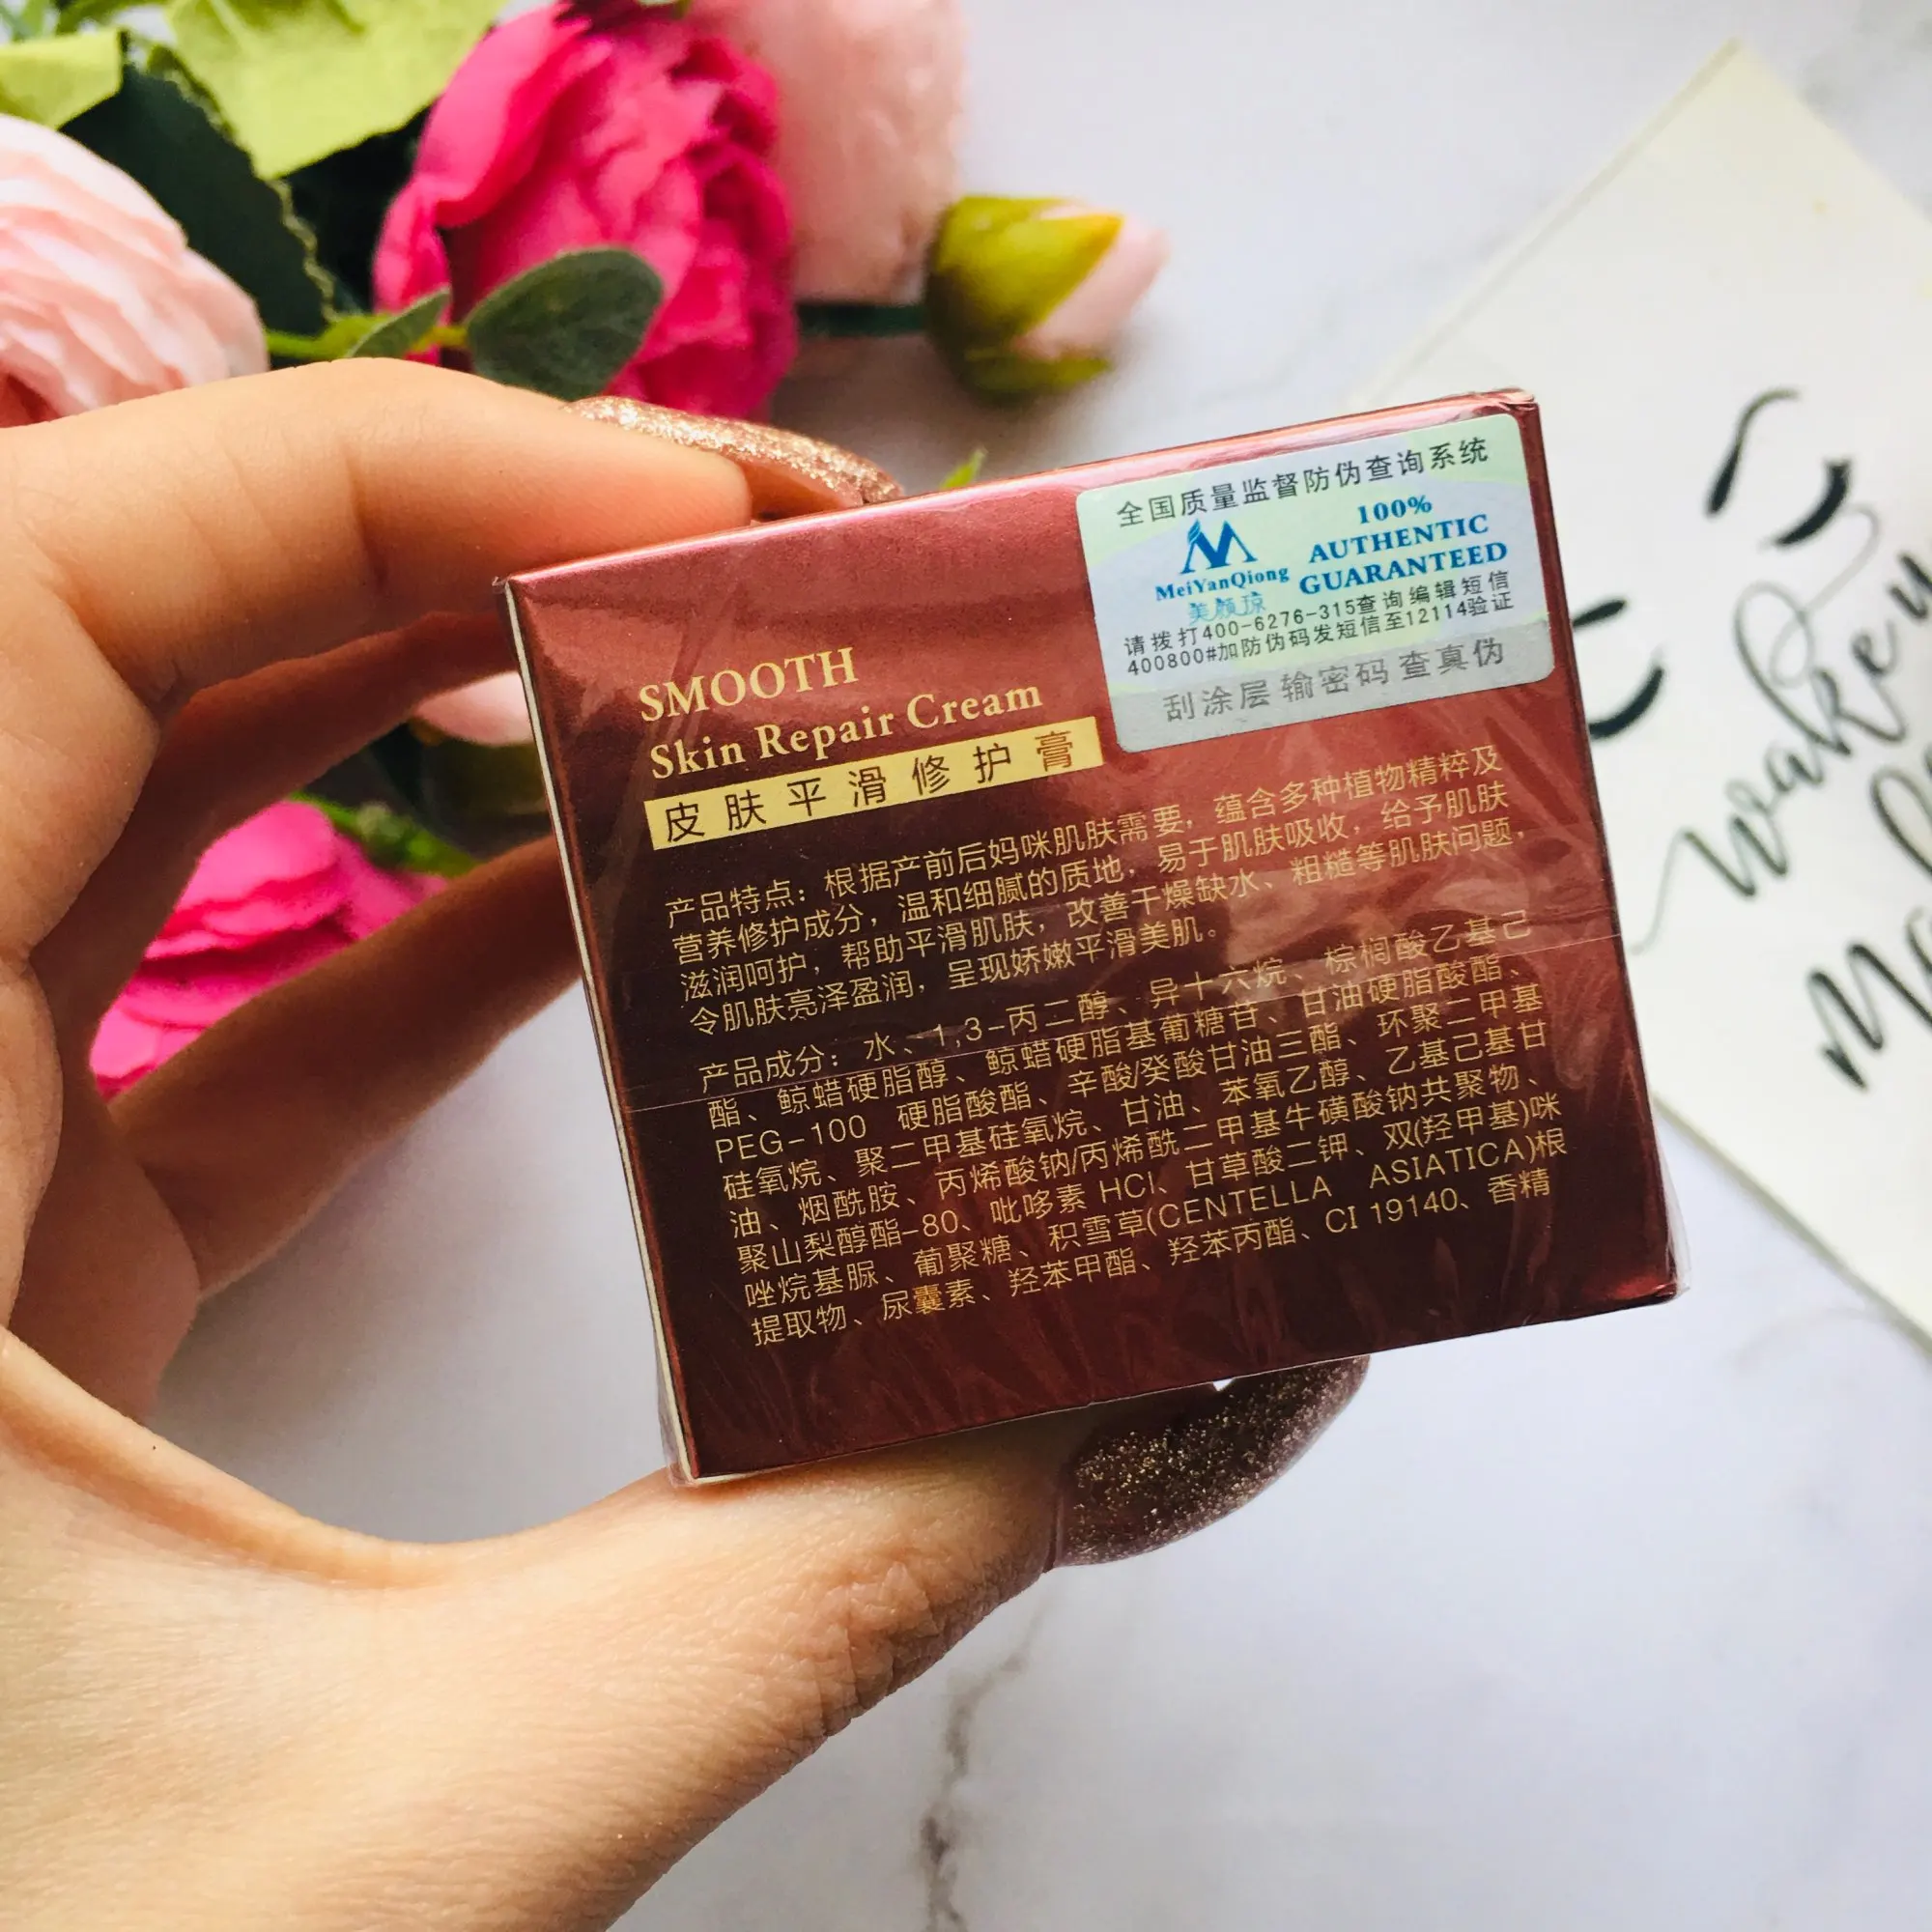 全国质量监督防伪查询系统
MeiYanQiong
美颜琼
100%
AUTHENTIC
GUARANTEED
请拨打400-6276-315查询编辑短信
400800#加防伪码发短信至12114验证
刮涂层 输密码 查真伪
SMOOTH
Skin Repair Cream
皮肤平滑修护膏
产品特点：根据产前后妈咪肌肤需要，蕴含多种植物精粹及
营养修护成分，温和细腻的质地，易于肌肤吸收，给予肌肤
滋润呵护，帮助平滑肌肤，改善干燥缺水、粗糙等肌肤问题，
令肌肤亮泽盈润，呈现娇嫩平滑美肌。
产品成分：水、1,3-丙二醇、异十六烷、棕榈酸乙基己
酯、鲸蜡硬脂醇、鲸蜡硬脂基葡糖苷、甘油硬脂酸酯、
PEG-100 硬脂酸酯、辛酸/癸酸甘油三酯、环聚二甲基
硅氧烷、聚二甲基硅氧烷、甘油、苯氧乙醇、乙基己基甘
油、烟酰胺、丙烯酸钠/丙烯酰二甲基牛磺酸钠共聚物、
聚山梨醇酯-80、吡哆素 HCl、甘草酸二钾、双(羟甲基)咪
唑烷基脲、葡聚糖、积雪草(CENTELLA ASIATICA)根
提取物、尿囊素、羟苯甲酯、羟苯丙酯、CI 19140、香精
wake u